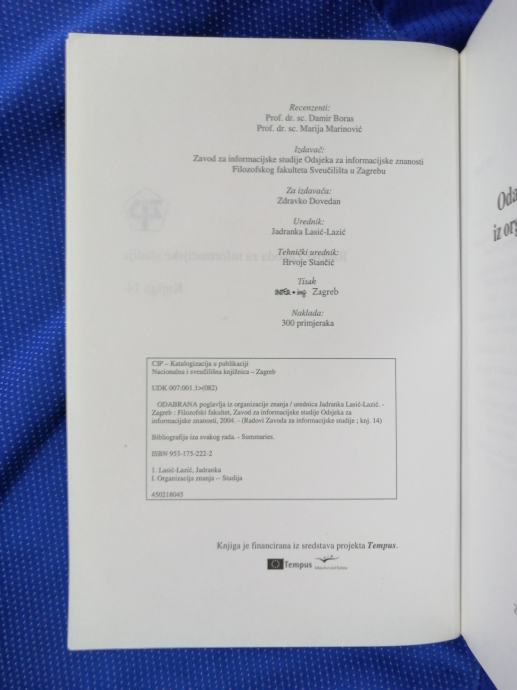 Recenzenti:
Prof. dr. sc. Damir Boras
Prof. dr. sc. Marija Marinović
Izdavač:
Zavod za informacijske studije Odsjeka za informacijske znanosti
Filozofskog fakulteta Sveučilišta u Zagrebu
Za izdavača:
Zdravko Dovedan
Urednik:
Jadranka Lasić-Lazić
Tehnički urednik:
Hrvoje Stančić
Tisak
Zagreb
Naklada:
300 primjeraka
CIP – Katalogizacija u publikaciji
Nacionalna i sveučilišna knjižnica – Zagreb
UDK 007:001.1>(082)
ODABRANA poglavlja iz organizacije znanja / urednica Jadranka Lasić-Lazić. -
Zagreb : Filozofski fakultet, Zavod za informacijske studije Odsjeka za
informacijske znanosti, 2004. – (Radovi Zavoda za informacijske studije ; knj. 14)
Bibliografija iza svakog rada. - Summaries.
ISBN 953-175-222-2
1. Lasić-Lazić, Jadranka
I. Organizacija znanja -- Studija
450218045
Knjiga je financirana iz sredstava projekta Tempus.
Tempus
Oda
iz org